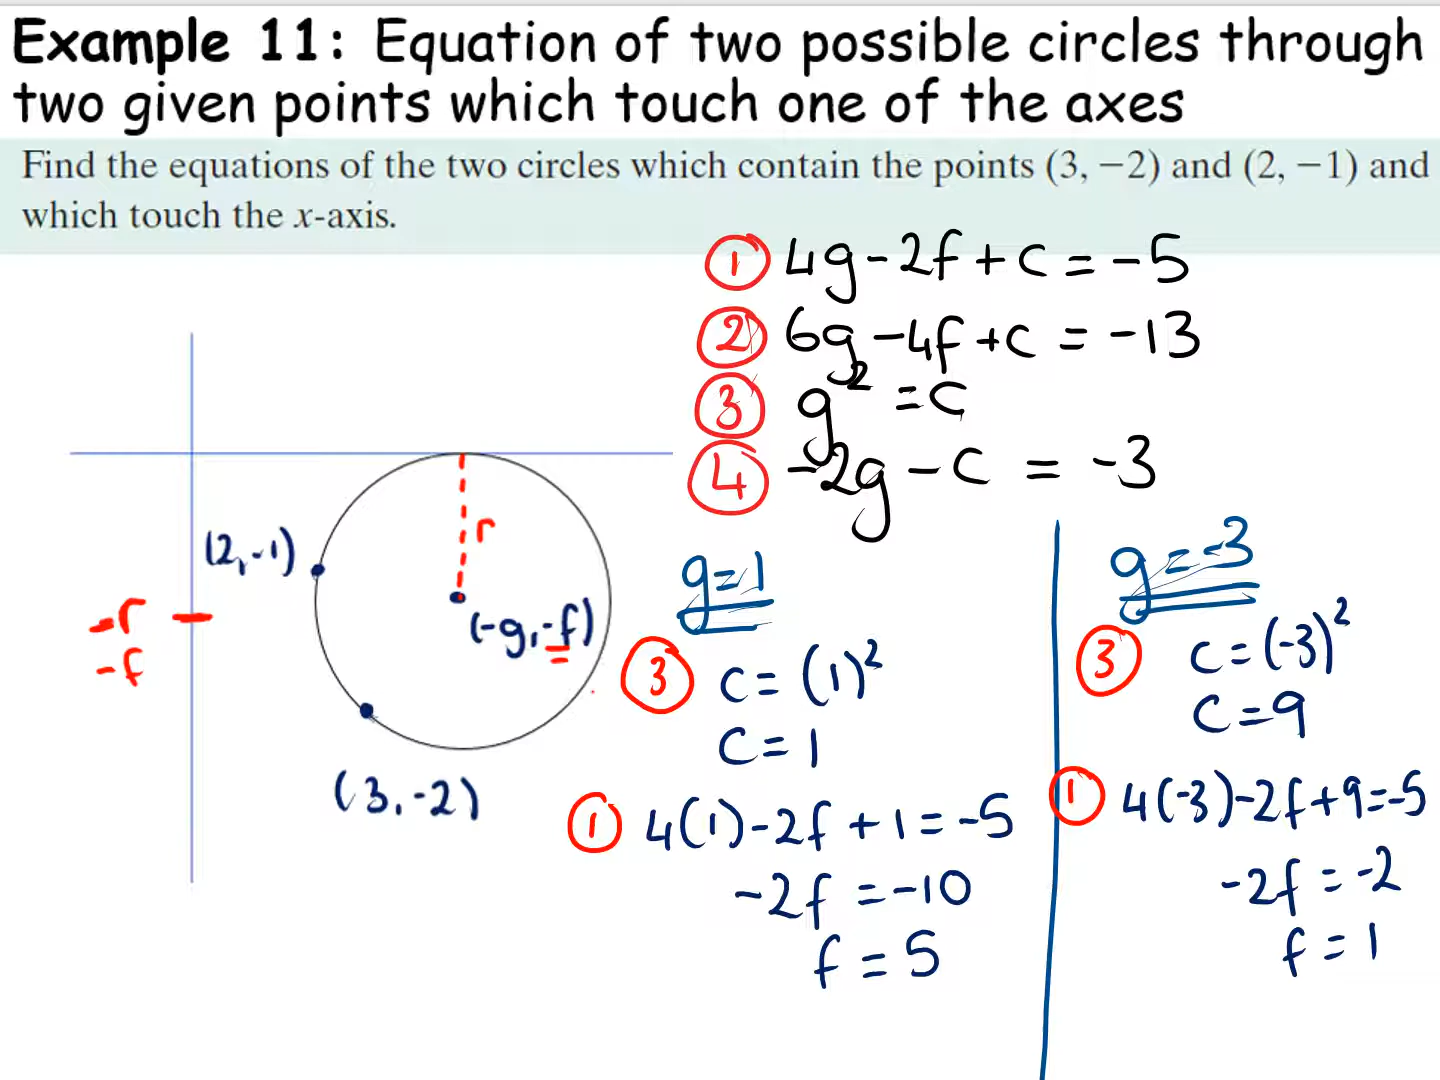 Example 11: Equation of two possible circles through
two given points which touch one of the axes
Find the equations of the two circles which contain the points (3, −2) and (2, −1) and
which touch the x-axis.
① 4g - 2f + c = -5
② 6g - 4f + c = -13
③ g² = c
④ -2g - c = -3
(2, -1)
r
-r
-f
(-g, -f)
(3, -2)
g = 1
③ c = (1)²
c = 1
① 4(1) - 2f + 1 = -5
-2f = -10
f = 5
g = -3
③ c = (-3)²
c = 9
① 4(-3) - 2f + 9 = -5
-2f = -2
f = 1